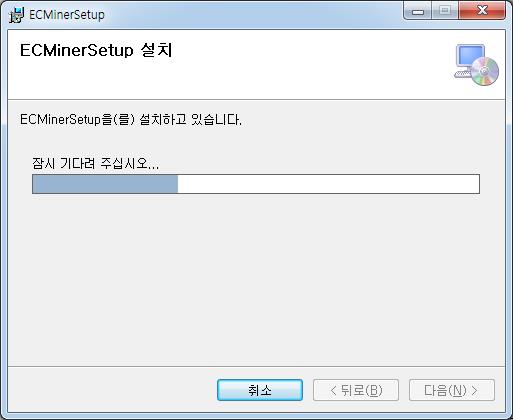 ECMinerSetup
ECMinerSetup 설치
ECMinerSetup을(를) 설치하고 있습니다.
잠시 기다려 주십시오...
취소
< 뒤로(B)
다음(N) >